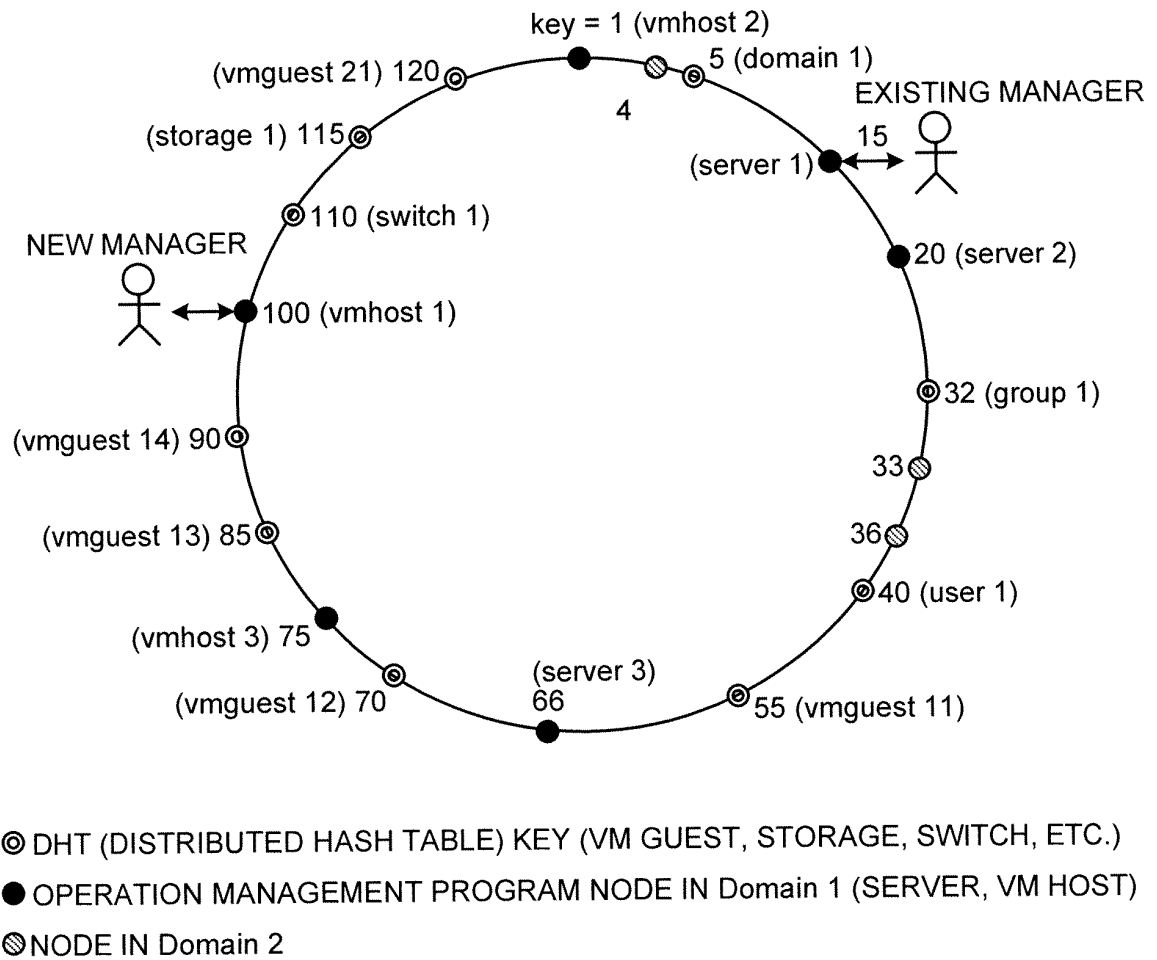 key = 1 (vmhost 2)
(vmguest 21) 120
5 (domain 1)
4
EXISTING MANAGER
15
(storage 1) 115
(server 1)
110 (switch 1)
NEW MANAGER
20 (server 2)
100 (vmhost 1)
32 (group 1)
(vmguest 14) 90
33
(vmguest 13) 85
36
40 (user 1)
(vmhost 3) 75
(server 3)
66
(vmguest 12) 70
55 (vmguest 11)
DHT (DISTRIBUTED HASH TABLE) KEY (VM GUEST, STORAGE, SWITCH, ETC.)
OPERATION MANAGEMENT PROGRAM NODE IN Domain 1 (SERVER, VM HOST)
NODE IN Domain 2